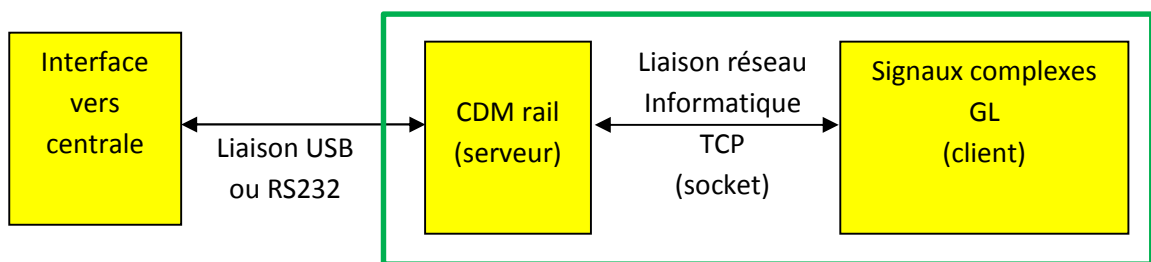 Interface
vers
centrale
Liaison USB
ou RS232
CDM rail
(serveur)
Liaison réseau
Informatique
TCP
(socket)
Signaux complexes
GL
(client)